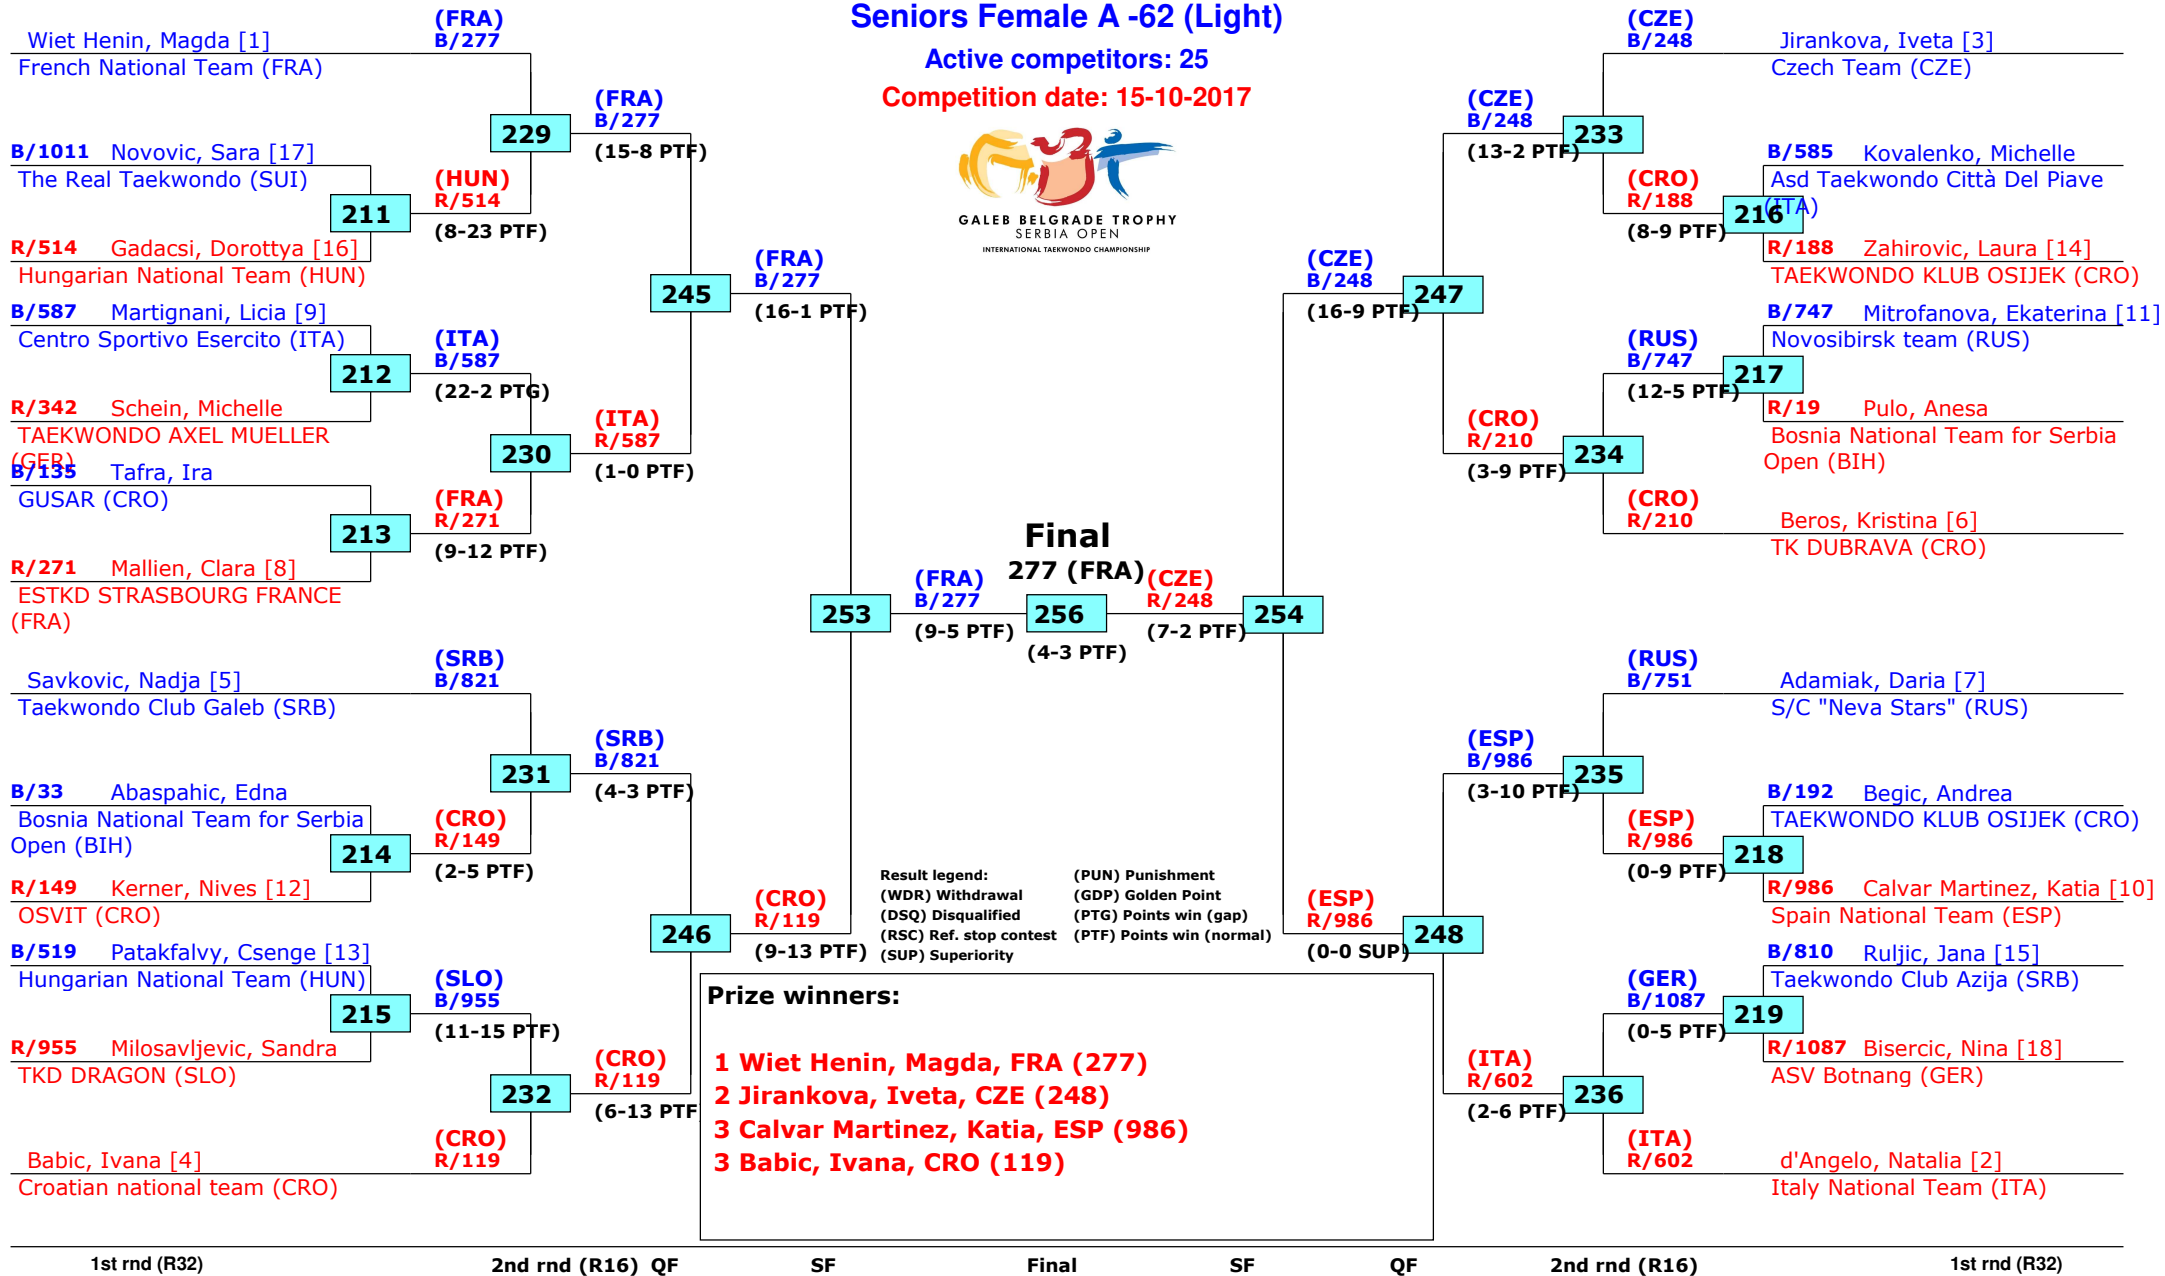 Seniors Female A -62 (Light)
Active competitors: 25
Competition date: 15-10-2017
GALEB BELGRADE TROPHY
SERBIA OPEN
INTERNATIONAL TAEKWONDO CHAMPIONSHIP
Wiet Henin, Magda [1]
French National Team (FRA)
(FRA)
B/277
B/1011 Novovic, Sara [17]
The Real Taekwondo (SUI)
211
R/514 Gadacsi, Dorottya [16]
Hungarian National Team (HUN)
(HUN)
R/514
(8-23 PTF)
229
(FRA)
B/277
(15-8 PTF)
B/587 Martignani, Licia [9]
Centro Sportivo Esercito (ITA)
212
R/342 Schein, Michelle
TAEKWONDO AXEL MUELLER
(GER)
(ITA)
B/587
(22-2 PTG)
B/135 Tafra, Ira
GUSAR (CRO)
213
R/271 Mallien, Clara [8]
ESTKD STRASBOURG FRANCE
(FRA)
(FRA)
R/271
(9-12 PTF)
230
(ITA)
R/587
(1-0 PTF)
245
(FRA)
B/277
(16-1 PTF)
Savkovic, Nadja [5]
Taekwondo Club Galeb (SRB)
(SRB)
B/821
B/33 Abaspahic, Edna
Bosnia National Team for Serbia
Open (BIH)
214
R/149 Kerner, Nives [12]
OSVIT (CRO)
(CRO)
R/149
(2-5 PTF)
231
(SRB)
B/821
(4-3 PTF)
B/519 Patakfalvy, Csenge [13]
Hungarian National Team (HUN)
215
R/955 Milosavljevic, Sandra
TKD DRAGON (SLO)
(SLO)
B/955
(11-15 PTF)
Babic, Ivana [4]
Croatian national team (CRO)
(CRO)
R/119
232
(CRO)
R/119
(6-13 PTF
246
(CRO)
R/119
(9-13 PTF)
253
(FRA)
B/277
(9-5 PTF)
Final
277 (FRA)
256
(4-3 PTF)
(CZE)
R/248
(7-2 PTF)
254
(CZE)
B/248
(16-9 PTF)
247
(CZE)
B/248
(13-2 PTF)
233
(CZE)
B/248
Jirankova, Iveta [3]
Czech Team (CZE)
B/585 Kovalenko, Michelle
Asd Taekwondo Città Del Piave
(ITA)
216
(CRO)
R/188
(8-9 PTF)
R/188 Zahirovic, Laura [14]
TAEKWONDO KLUB OSIJEK (CRO)
B/747 Mitrofanova, Ekaterina [11]
Novosibirsk team (RUS)
(RUS)
B/747
(12-5 PTF)
217
R/19 Pulo, Anesa
Bosnia National Team for Serbia
Open (BIH)
(CRO)
R/210
(3-9 PTF)
234
(CRO)
R/210
Beros, Kristina [6]
TK DUBRAVA (CRO)
(RUS)
B/751
Adamiak, Daria [7]
S/C "Neva Stars" (RUS)
(ESP)
B/986
(3-10 PTF)
235
B/192 Begic, Andrea
TAEKWONDO KLUB OSIJEK (CRO)
(ESP)
R/986
(0-9 PTF)
218
R/986 Calvar Martinez, Katia [10]
Spain National Team (ESP)
(ESP)
R/986
(0-0 SUP)
248
B/810 Ruljic, Jana [15]
Taekwondo Club Azija (SRB)
(GER)
B/1087
(0-5 PTF)
219
R/1087 Bisercic, Nina [18]
ASV Botnang (GER)
(ITA)
R/602
(2-6 PTF)
236
(ITA)
R/602
d'Angelo, Natalia [2]
Italy National Team (ITA)
Result legend:
(WDR) Withdrawal
(DSQ) Disqualified
(RSC) Ref. stop contest
(SUP) Superiority
(PUN) Punishment
(GDP) Golden Point
(PTG) Points win (gap)
(PTF) Points win (normal)
Prize winners:
1 Wiet Henin, Magda, FRA (277)
2 Jirankova, Iveta, CZE (248)
3 Calvar Martinez, Katia, ESP (986)
3 Babic, Ivana, CRO (119)
1st rnd (R32) 2nd rnd (R16) QF SF Final SF QF 2nd rnd (R16) 1st rnd (R32)